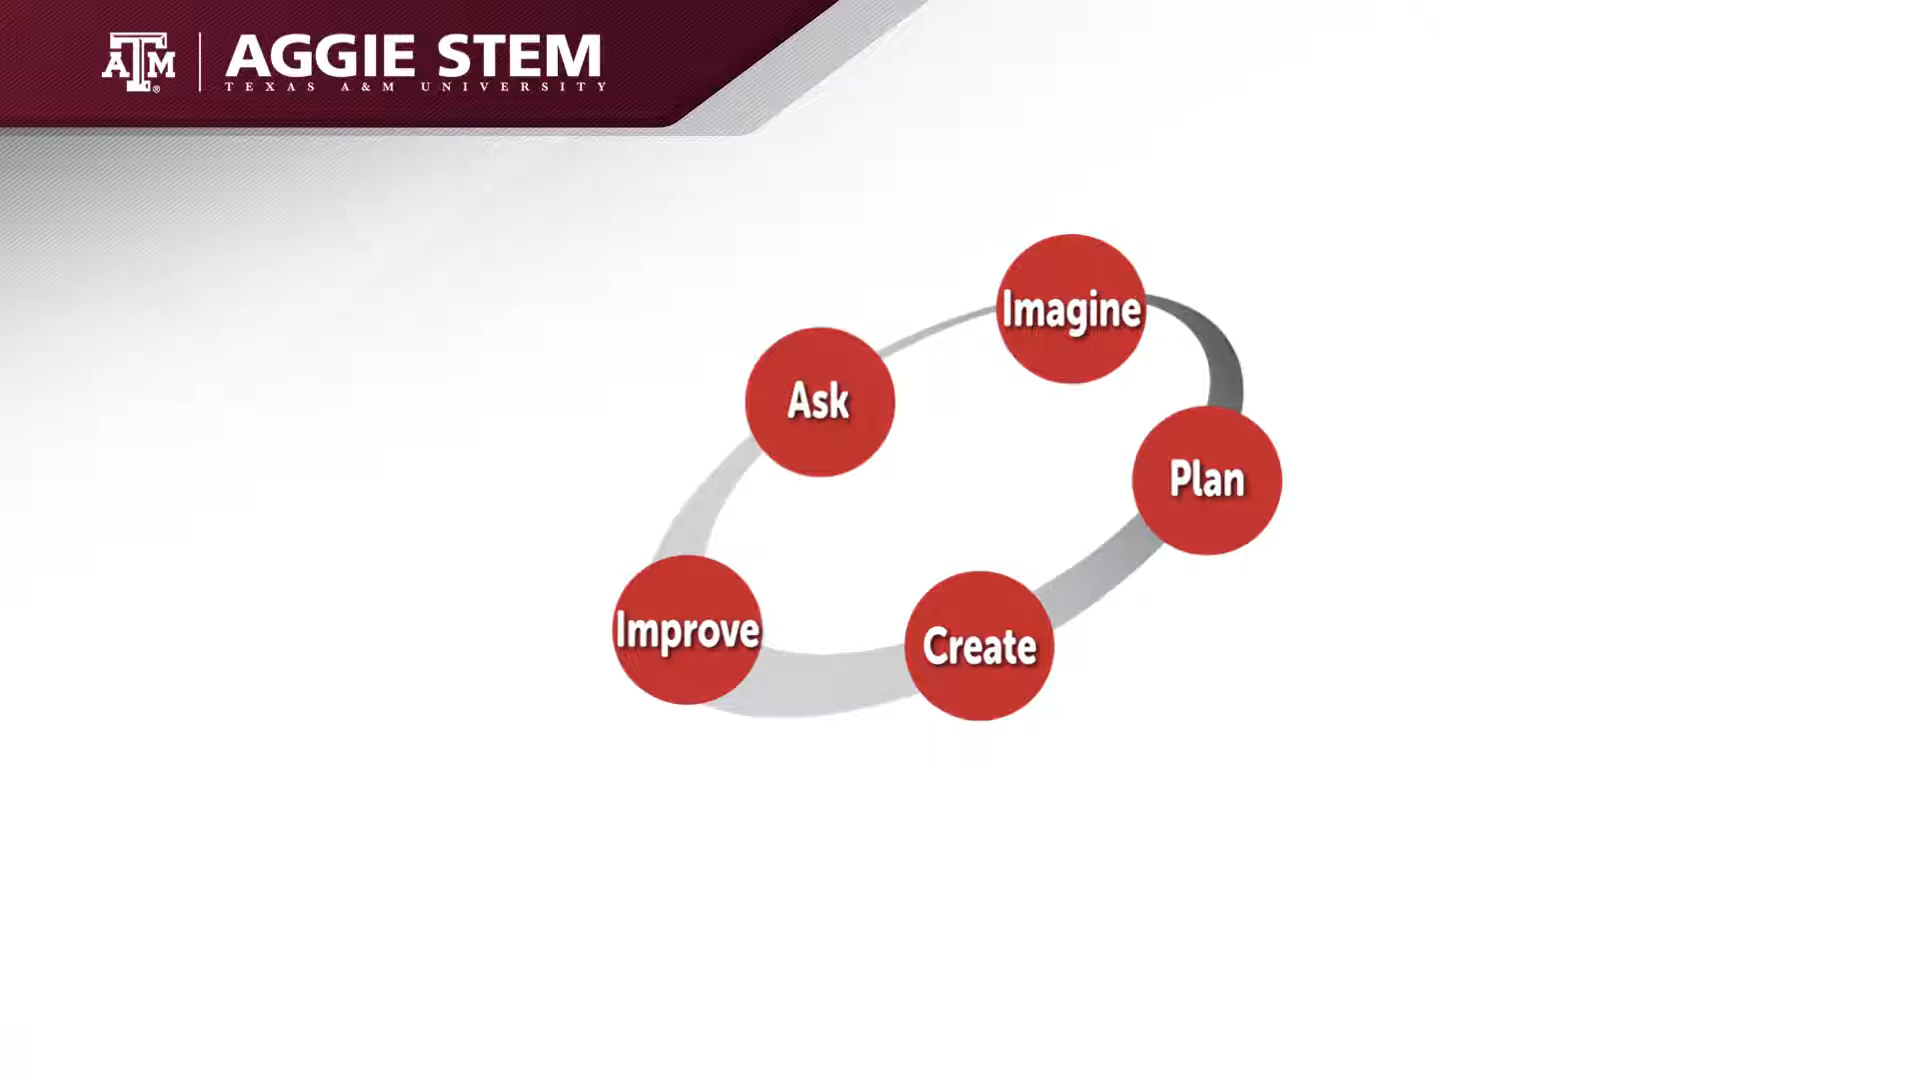 ATM®
AGGIE STEM
TEXAS A&M UNIVERSITY
Imagine
Ask
Plan
Improve
Create